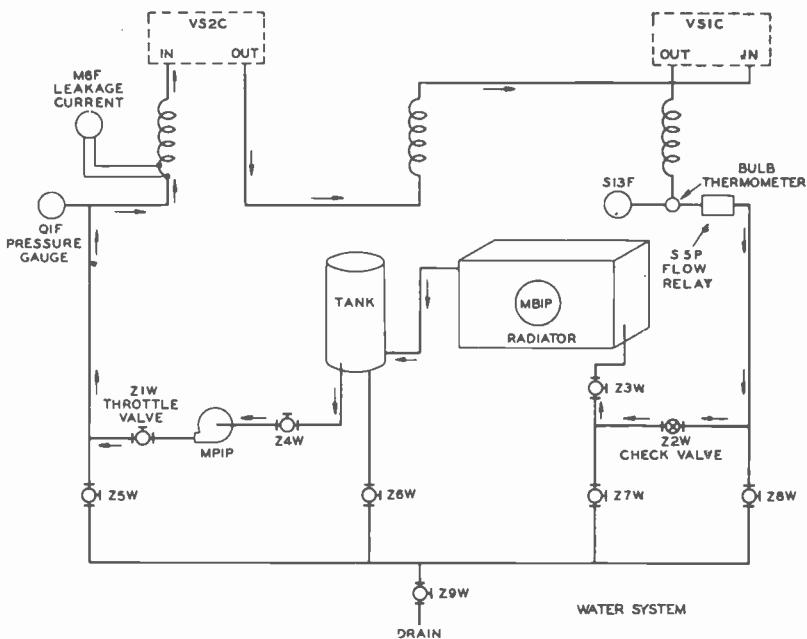 VS2C
IN OUT
VS1C
OUT IN
M6F
LEAKAGE
CURRENT
Q1F
PRESSURE
GAUGE
S13F
BULB
THERMOMETER
S5P
FLOW
RELAY
TANK
MB1P
RADIATOR
Z1W
THROTTLE
VALVE
MP1P
Z4W
Z3W
Z2W
CHECK VALVE
Z5W
Z6W
Z7W
Z8W
Z9W
DRAIN
WATER SYSTEM